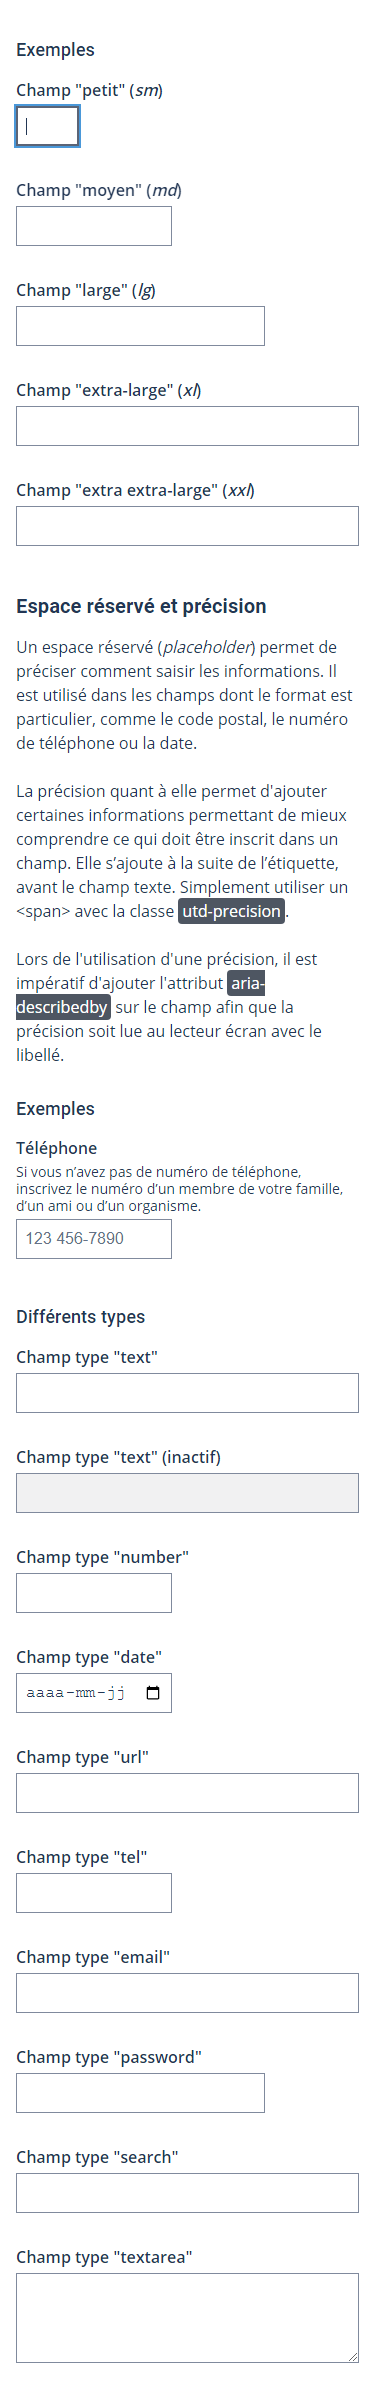 Exemples
Champ "petit" (sm)
Champ "moyen" (md)
Champ "large" (lg)
Champ "extra-large" (xl)
Champ "extra extra-large" (xxl)
Espace réservé et précision
Un espace réservé (placeholder) permet de
préciser comment saisir les informations. Il
est utilisé dans les champs dont le format est
particulier, comme le code postal, le numéro
de téléphone ou la date.
La précision quant à elle permet d'ajouter
certaines informations permettant de mieux
comprendre ce qui doit être inscrit dans un
champ. Elle s’ajoute à la suite de l’étiquette,
avant le champ texte. Simplement utiliser un
<span> avec la classe utd-precision.
Lors de l'utilisation d'une précision, il est
impératif d'ajouter l'attribut aria-
describedby sur le champ afin que la
précision soit lue au lecteur écran avec le
libellé.
Exemples
Téléphone
Si vous n’avez pas de numéro de téléphone,
inscrivez le numéro d’un membre de votre famille,
d’un ami ou d’un organisme.
123 456-7890
Différents types
Champ type "text"
Champ type "text" (inactif)
Champ type "number"
Champ type "date"
aaaa-mm-jj
Champ type "url"
Champ type "tel"
Champ type "email"
Champ type "password"
Champ type "search"
Champ type "textarea"